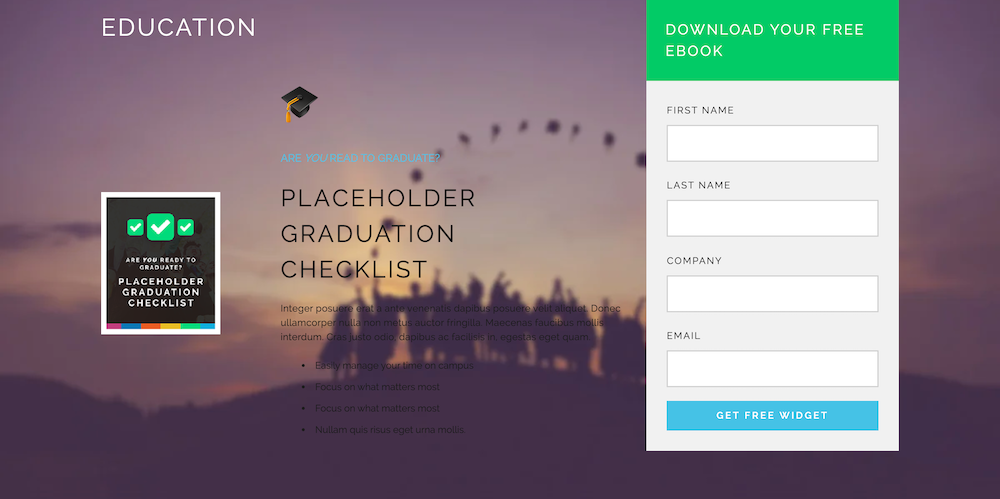 EDUCATION
ARE YOU READ TO GRADUATE?
PLACEHOLDER
GRADUATION
CHECKLIST
Integer posuere erat a ante venenatis dapibus posuere velit aliquet. Donec
ullamcorper nulla non metus auctor fringilla. Maecenas faucibus mollis
interdum. Cras justo odio, dapibus ac facilisis in, egestas eget quam.
• Easily manage your time on campus
• Focus on what matters most
• Focus on what matters most
• Nullam quis risus eget urna mollis
ARE YOU READY TO
GRADUATE?
PLACEHOLDER
GRADUATION
CHECKLIST
DOWNLOAD YOUR FREE
EBOOK
FIRST NAME
LAST NAME
COMPANY
EMAIL
GET FREE WIDGET